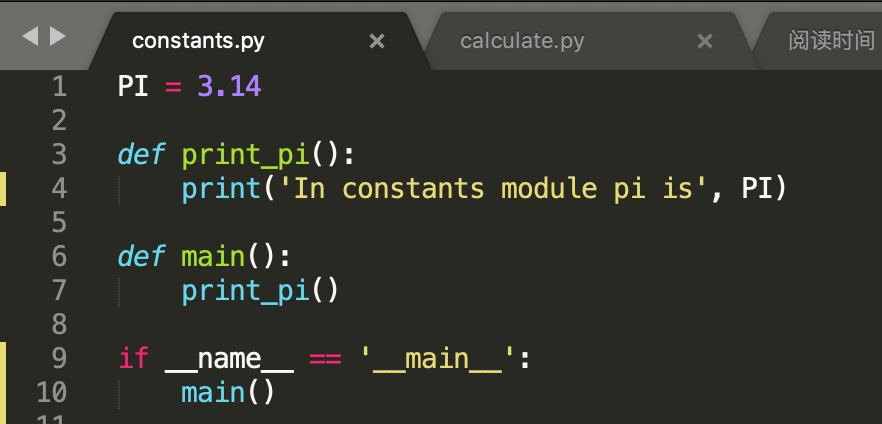 constants.py × calculate.py × 阅读时间
1 PI = 3.14
2
3 def print_pi():
4     print('In constants module pi is', PI)
5
6 def main():
7     print_pi()
8
9 if __name__ == '__main__':
10     main()
11